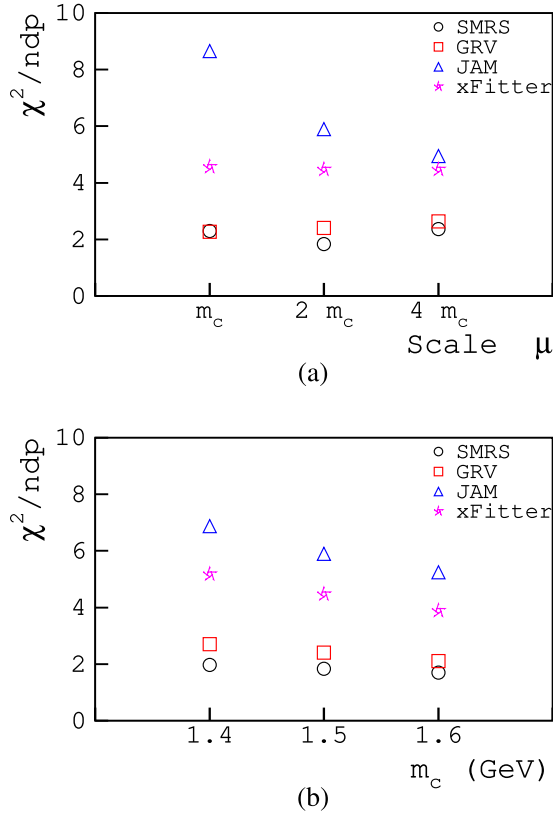 10
8
6
4
2
0
χ²/ndp
SMRS
GRV
JAM
xFitter
m_c 2 m_c 4 m_c
Scale μ
(a)
10
8
6
4
2
0
χ²/ndp
SMRS
GRV
JAM
xFitter
1.4 1.5 1.6
m_c (GeV)
(b)